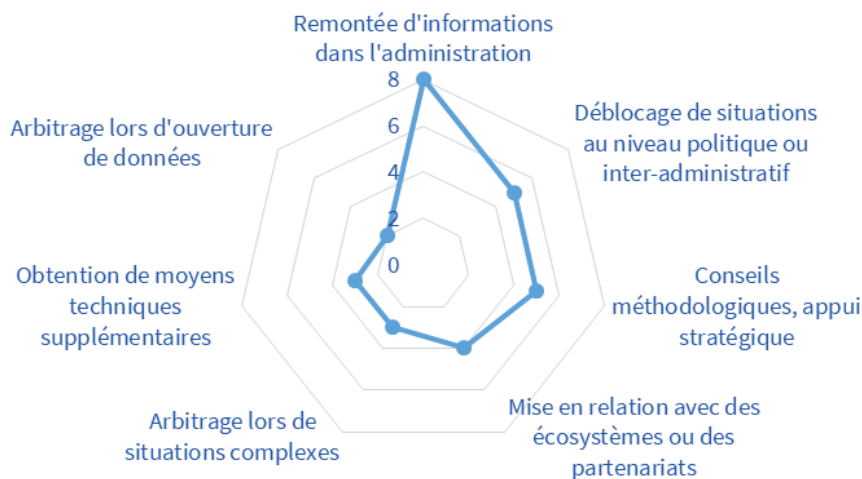 Remontée d'informations
dans l'administration
8
6
4
2
0
Déblocage de situations
au niveau politique ou
inter-administratif
Conseils
méthodologiques, appui
stratégique
Mise en relation avec des
écosystèmes ou des
partenariats
Arbitrage lors de
situations complexes
Obtention de moyens
techniques
supplémentaires
Arbitrage lors d'ouverture
de données